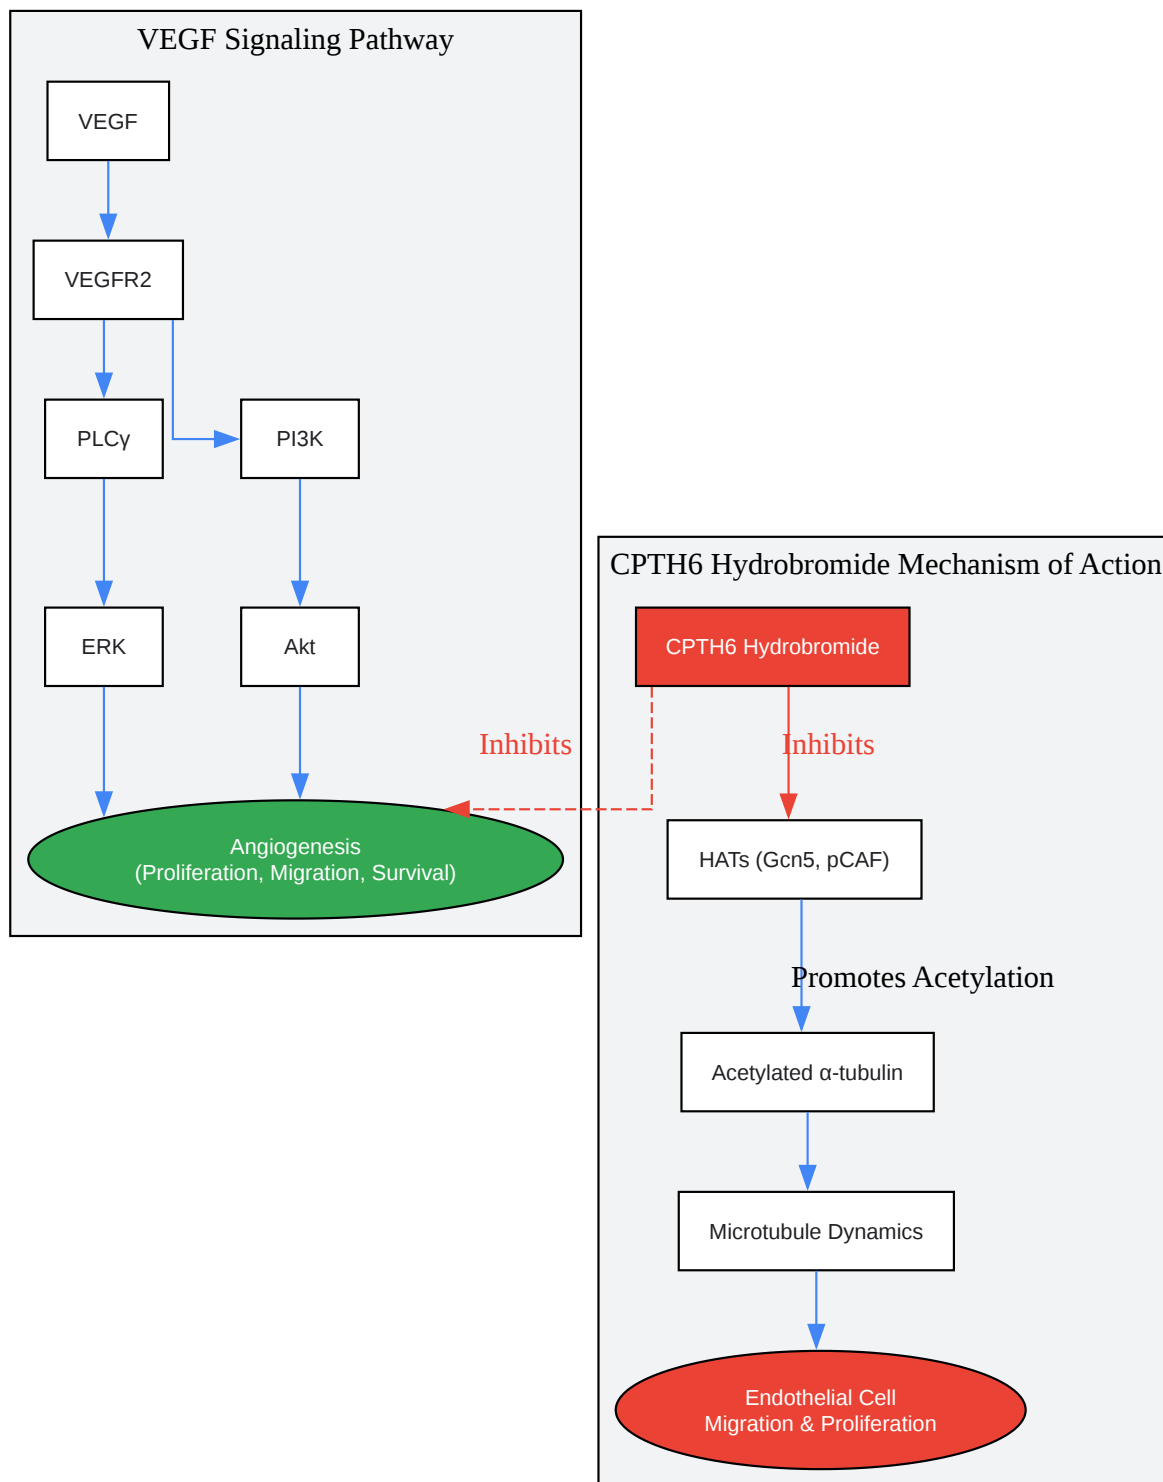 VEGF Signaling Pathway
VEGF
VEGFR2
PLCγ
PI3K
ERK
Akt
Inhibits
Angiogenesis
(Proliferation, Migration, Survival)
CPTH6 Hydrobromide Mechanism of Action
CPTH6 Hydrobromide
Inhibits
HATs (Gcn5, pCAF)
Promotes Acetylation
Acetylated α-tubulin
Microtubule Dynamics
Endothelial Cell
Migration & Proliferation